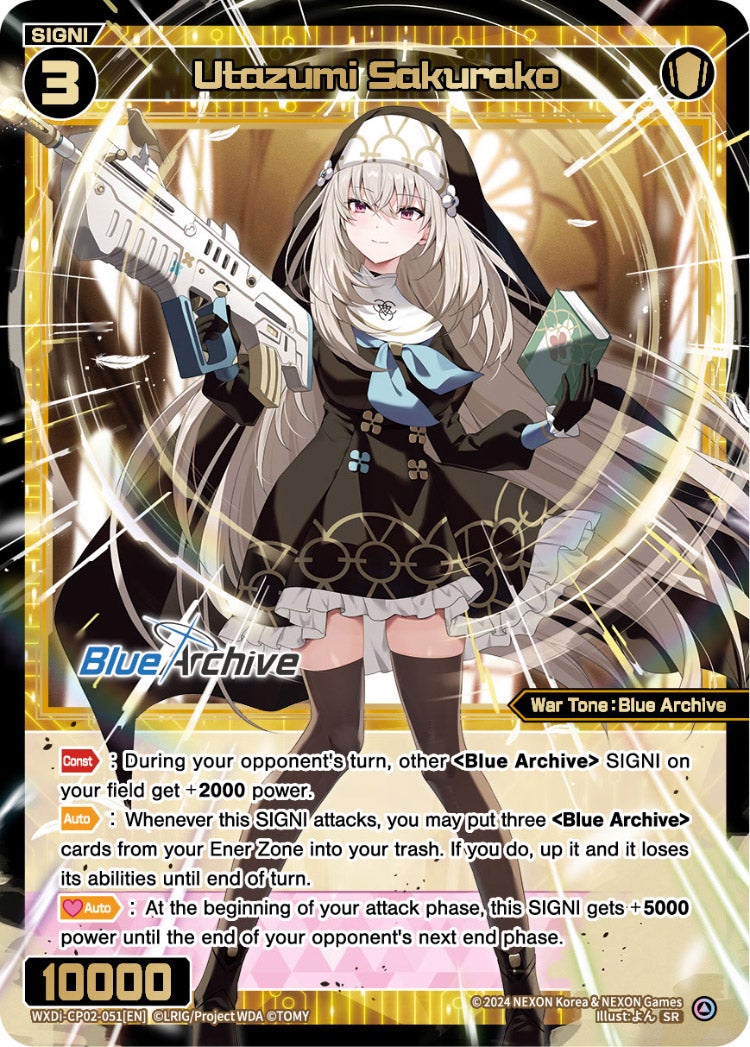 SIGNI
3
Utazumi Sakurako
Blue Archive
War Tone：Blue Archive
Const：During your opponent's turn, other <Blue Archive> SIGNI on
your field get +2000 power.
Auto：Whenever this SIGNI attacks, you may put three <Blue Archive>
cards from your Ener Zone into your trash. If you do, up it and it loses
its abilities until end of turn.
Auto：At the beginning of your attack phase, this SIGNI gets +5000
power until the end of your opponent's next end phase.
10000
©2024 NEXON Korea & NEXON Games
WXDi-CP02-051[EN] ©LRIG/Project WDA ©TOMY Illust:よん SR